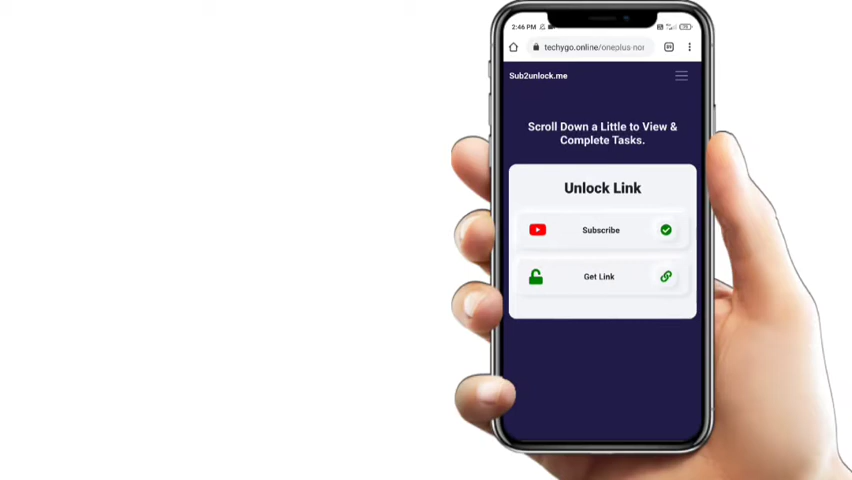 2:46 PM
techygo.online/oneplus-nor
Sub2unlock.me
Scroll Down a Little to View &
Complete Tasks.
Unlock Link
Subscribe
Get Link